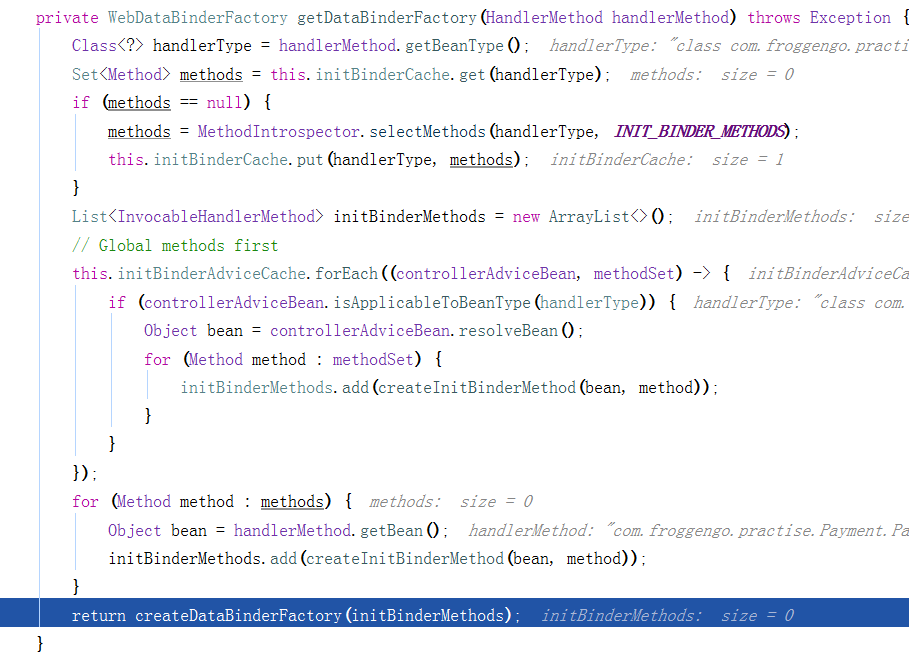 private WebDataBinderFactory getDataBinderFactory(HandlerMethod handlerMethod) throws Exception {
Class<?> handlerType = handlerMethod.getBeanType(); handlerType: "class com.froggengo.practi
Set<Method> methods = this.initBinderCache.get(handlerType); methods: size = 0
if (methods == null) {
methods = MethodIntrospector.selectMethods(handlerType, INIT_BINDER_METHODS);
this.initBinderCache.put(handlerType, methods); initBinderCache: size = 1
}
List<InvocableHandlerMethod> initBinderMethods = new ArrayList<>(); initBinderMethods: size
// Global methods first
this.initBinderAdviceCache.forEach((controllerAdviceBean, methodSet) -> { initBinderAdviceCa
if (controllerAdviceBean.isApplicableToBeanType(handlerType)) { handlerType: "class com.
Object bean = controllerAdviceBean.resolveBean();
for (Method method : methodSet) {
initBinderMethods.add(createInitBinderMethod(bean, method));
}
}
});
for (Method method : methods) { methods: size = 0
Object bean = handlerMethod.getBean(); handlerMethod: "com.froggengo.practise.Payment.Pa
initBinderMethods.add(createInitBinderMethod(bean, method));
}
return createDataBinderFactory(initBinderMethods); initBinderMethods: size = 0
}